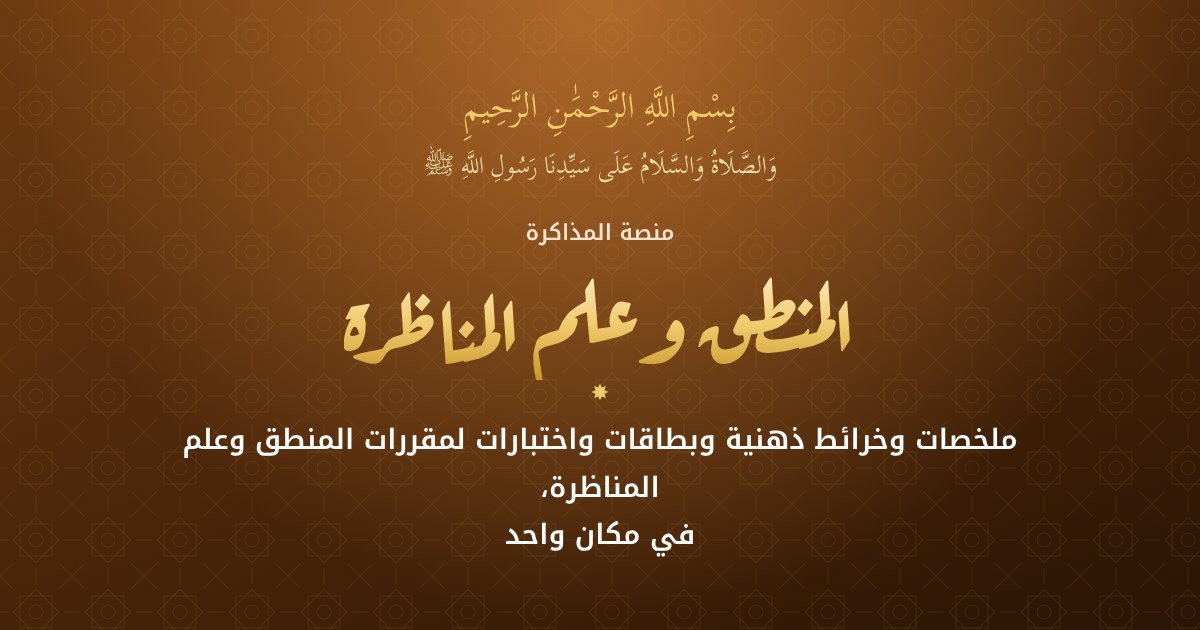 بِسْمِ اللَّهِ الرَّحْمَٰنِ الرَّحِيمِ
وَالصَّلَاةُ وَالسَّلَامُ عَلَى سَيِّدِنَا رَسُولِ اللَّهِ ﷺ
منصة المذاكرة
المنطق و علم المناظرة
ملخصات وخرائط ذهنية وبطاقات واختبارات لمقررات المنطق وعلم
المناظرة،
في مكان واحد